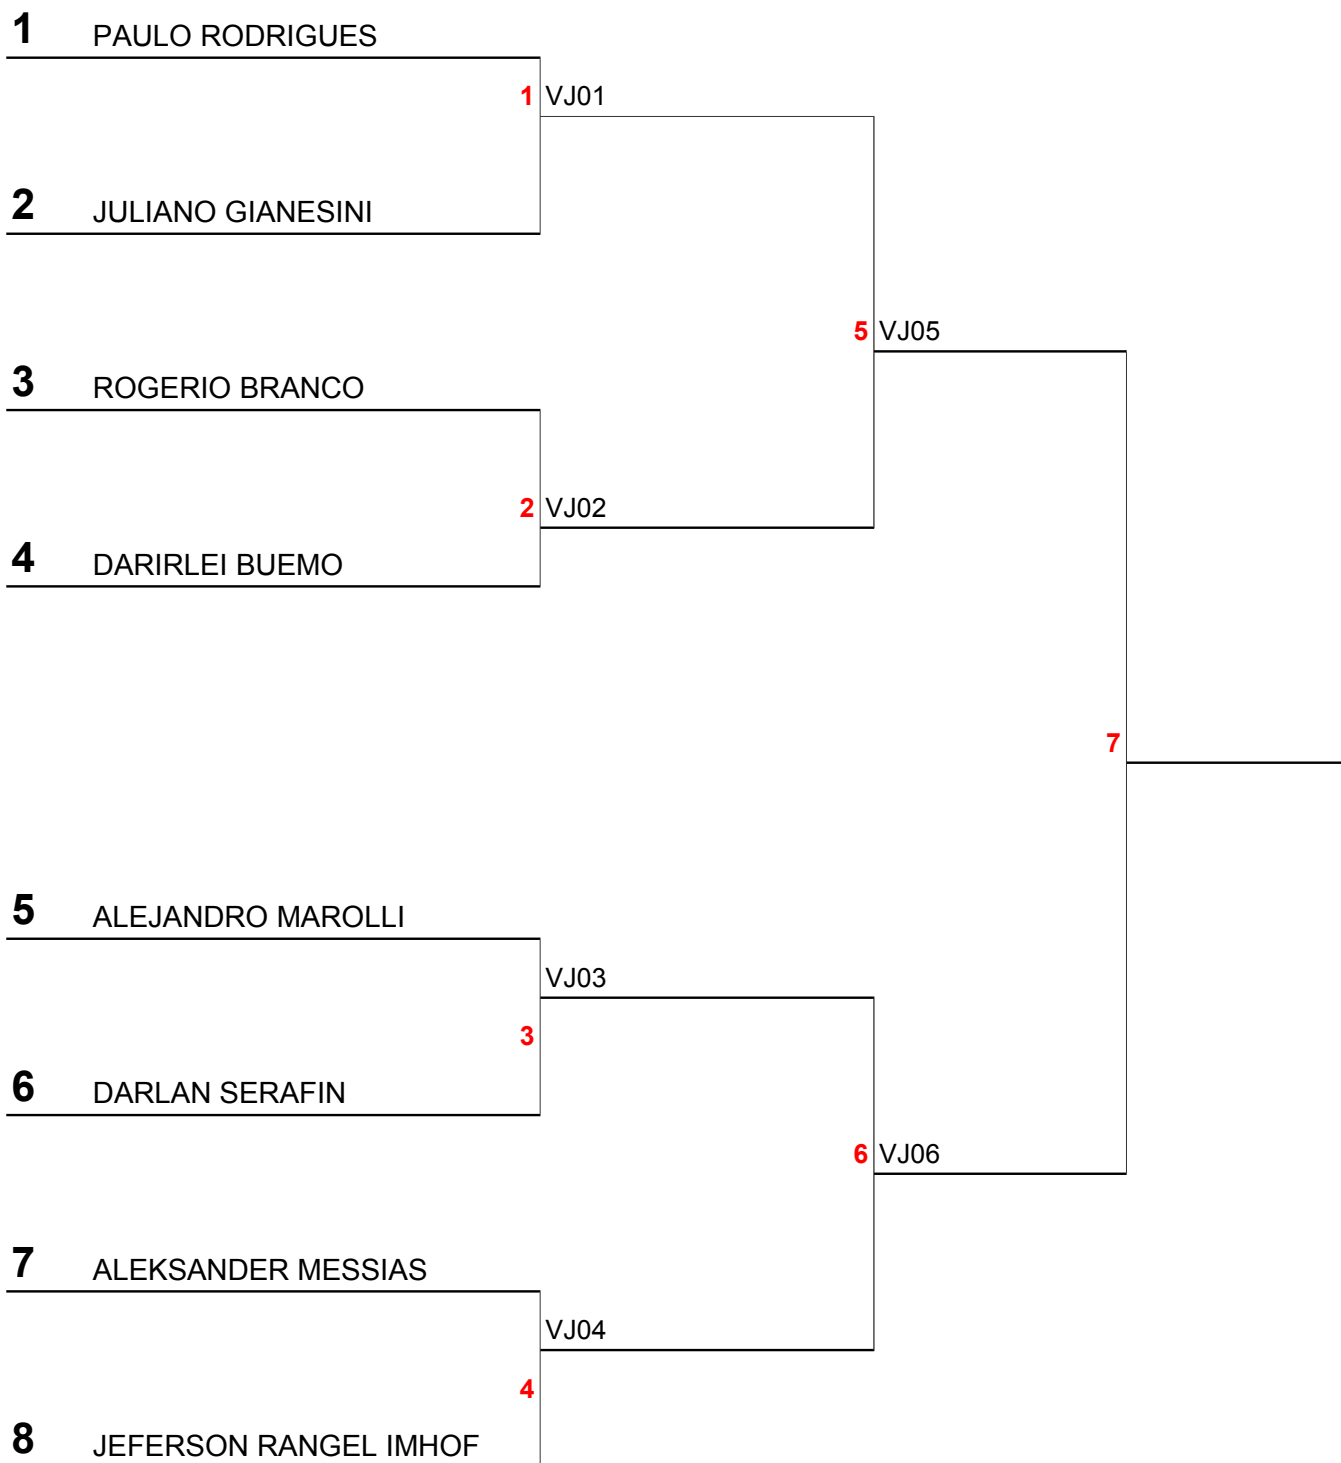 1 PAULO RODRIGUES
1 VJ01
2 JULIANO GIANESINI
5 VJ05
3 ROGERIO BRANCO
2 VJ02
4 DARIRLEI BUEMO
7
5 ALEJANDRO MAROLLI
VJ03
3
6 DARLAN SERAFIN
6 VJ06
7 ALEKSANDER MESSIAS
VJ04
4
8 JEFERSON RANGEL IMHOF